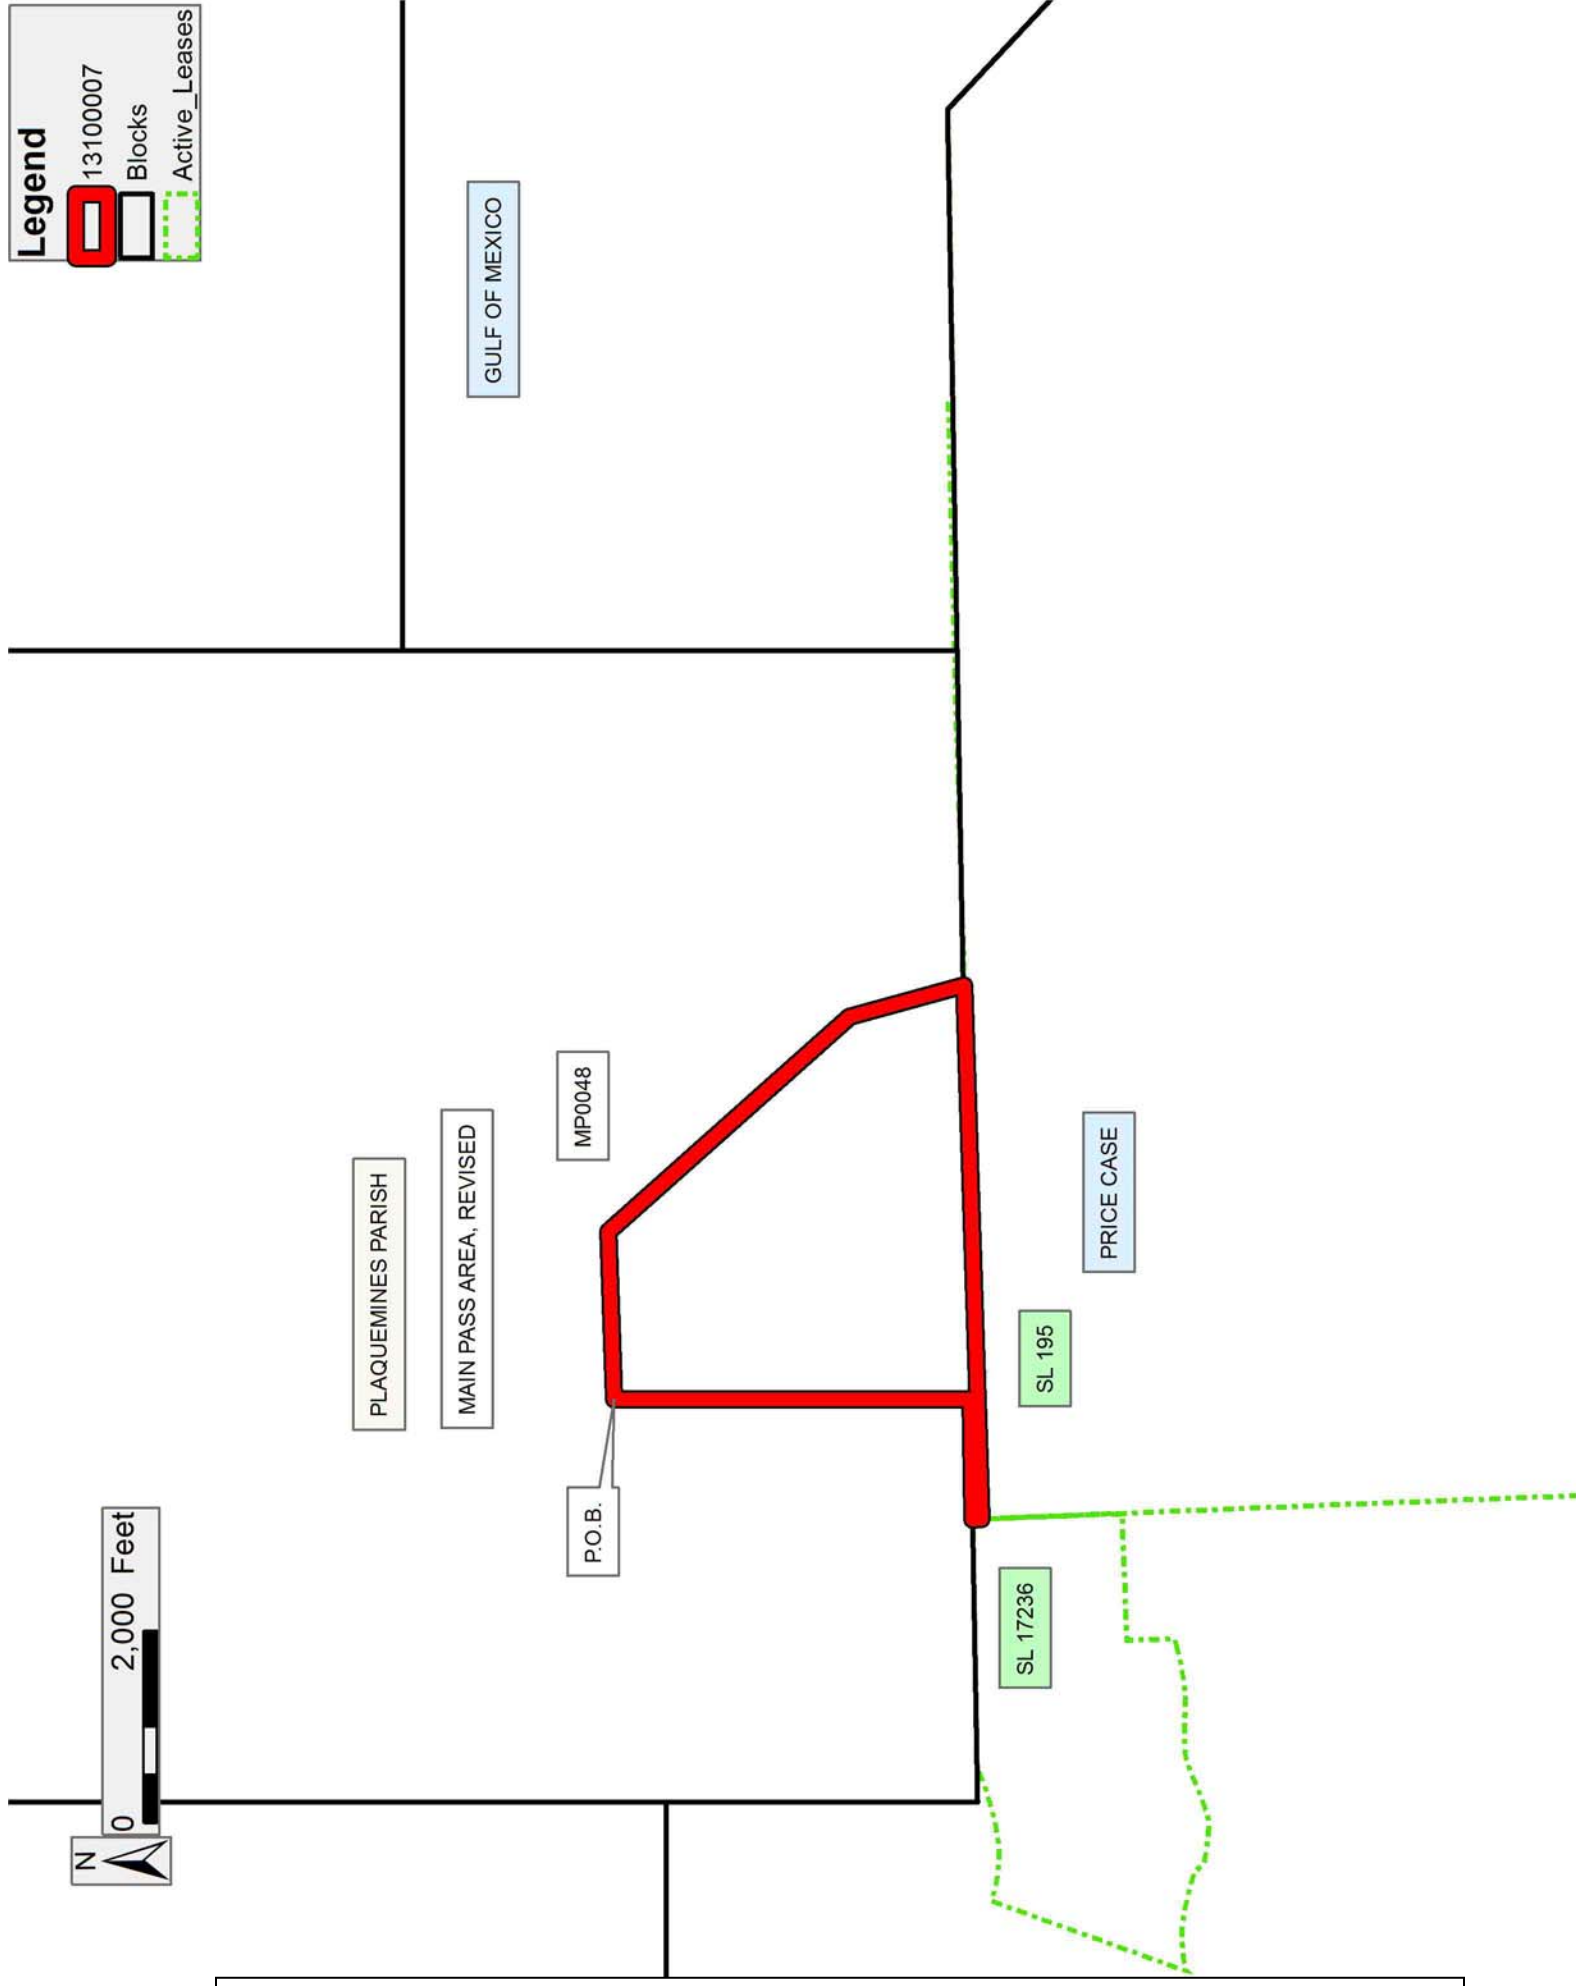 Legend
13100007
Blocks
Active_Leases
GULF OF MEXICO
PLAQUEMINES PARISH
MAIN PASS AREA, REVISED
MP0048
P.O.B.
PRICE CASE
SL 195
SL 17236
0 2,000 Feet
N